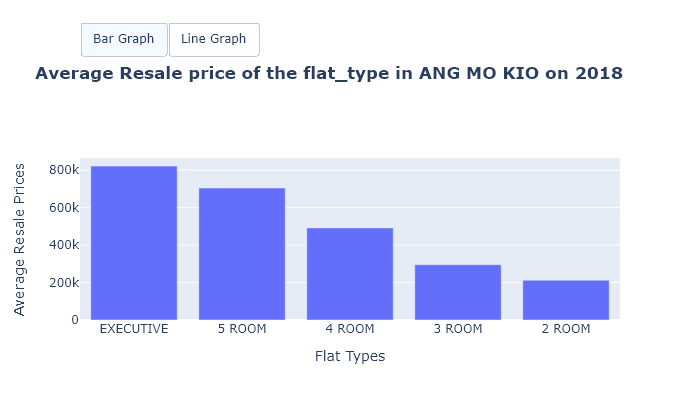 Bar Graph Line Graph
Average Resale price of the flat_type in ANG MO KIO on 2018
Average Resale Prices
800k
600k
400k
200k
0
EXECUTIVE 5 ROOM 4 ROOM 3 ROOM 2 ROOM
Flat Types